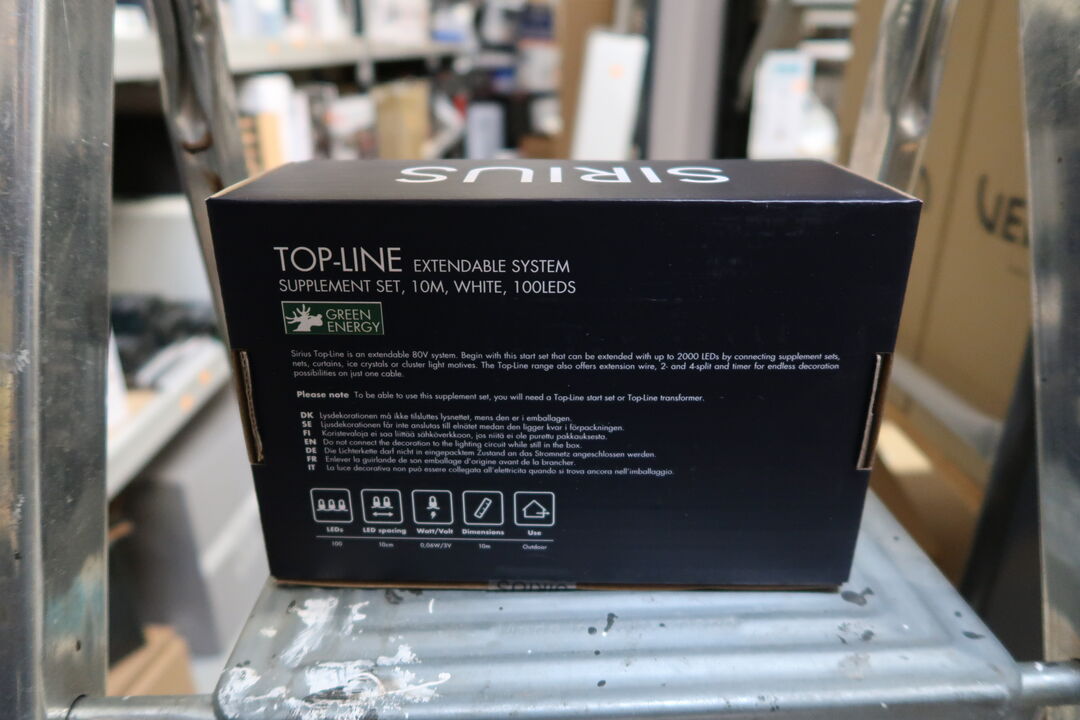 SIRIUS
TOP-LINE EXTENDABLE SYSTEM
SUPPLEMENT SET, 10M, WHITE, 100LEDS
GREEN
ENERGY
Sirius Top-Line is an extendable 80V system. Begin with this start set that can be extended with up to 2000 LEDs by connecting supplement sets,
nets, curtains, ice crystals or cluster light motives. The Top-Line range also offers extension wire, 2- and 4-split and timer for endless decoration
possibilities on just one cable.
Please note To be able to use this supplement set, you will need a Top-Line start set or Top-Line transformer.
DK Lysdekorationen må ikke tilsluttes lysnettet, mens den er i emballagen.
SE Ljusdekorationen får inte anslutas till elnätet medan den ligger kvar i förpackningen.
FI Koristevaloja ei saa liittää sähköverkkoon, jos niitä ei ole purettu pakkauksesta.
EN Do not connect the decoration to the lighting circuit while still in the box.
DE Die Lichterkette darf nicht in eingepacktem Zustand an das Stromnetz angeschlossen werden.
FR Enlever la guirlande de son emballage d'origine avant de la brancher.
IT La luce decorativa non può essere collegata all'elettricita quando si trova ancora nell'imballaggio.
LEDs LED spacing Watt/Volt Dimensions Use
100 10cm 0,06W/3V 10m Outdoor